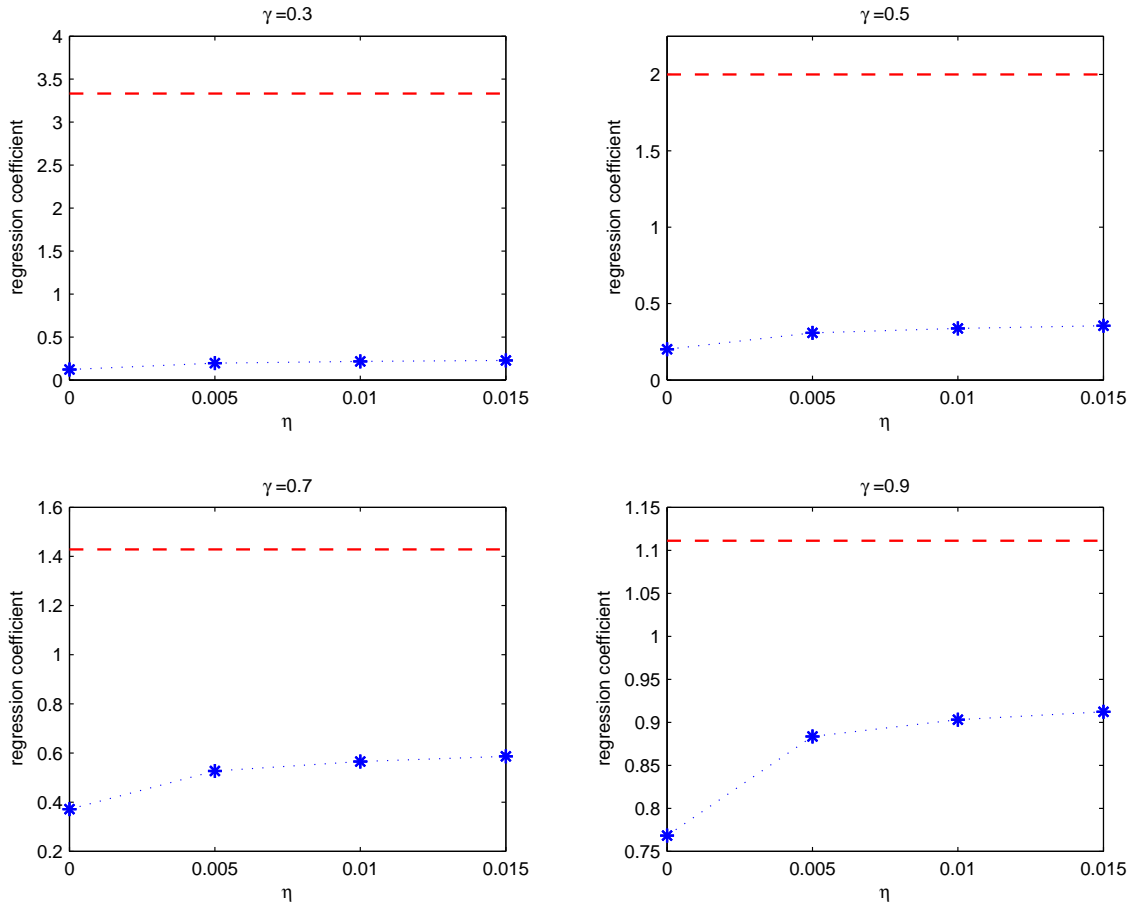 γ=0.3
4
3.5
3
2.5
2
1.5
1
0.5
0
regression coefficient
0 0.005 0.01 0.015
η
γ=0.5
2
1.5
1
0.5
0
regression coefficient
0 0.005 0.01 0.015
η
γ=0.7
1.6
1.4
1.2
1
0.8
0.6
0.4
0.2
regression coefficient
0 0.005 0.01 0.015
η
γ=0.9
1.15
1.1
1.05
1
0.95
0.9
0.85
0.8
0.75
regression coefficient
0 0.005 0.01 0.015
η